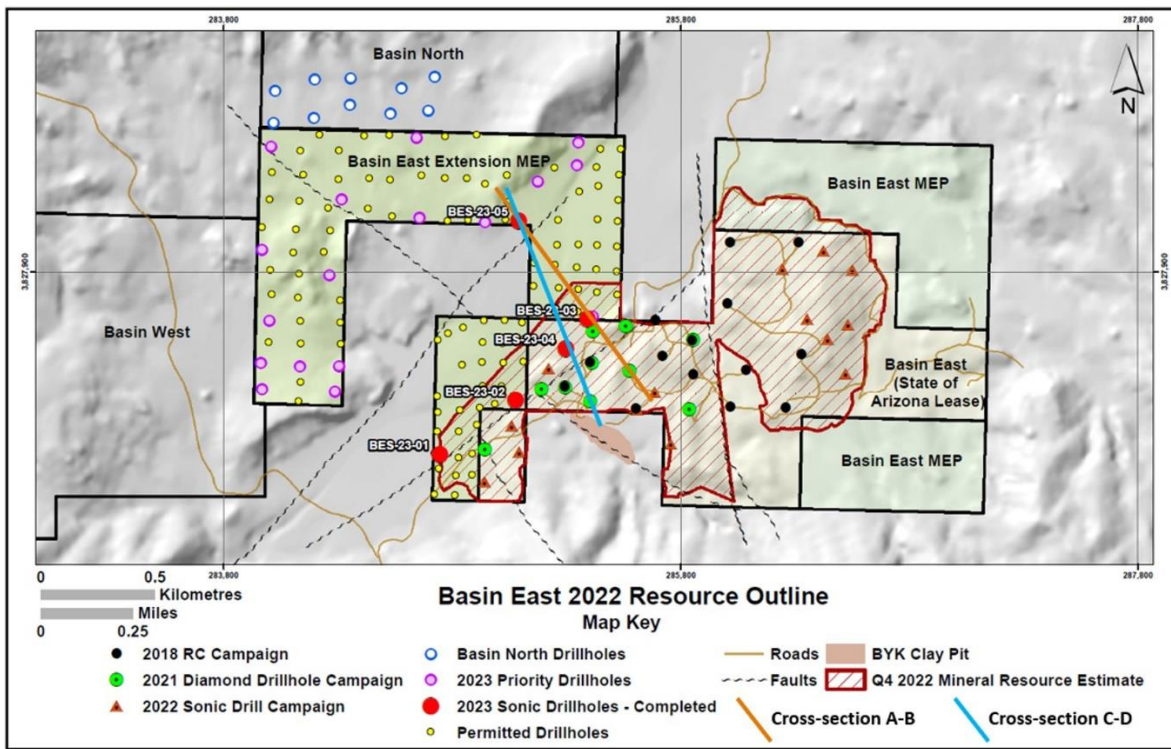 283,800
285,800
287,800
Basin North
N
Basin East Extension MEP
Basin East MEP
BES-23-05
3,827,900
3,827,900
BES-23-03
Basin West
BES-23-04
Basin East
(State of
Arizona Lease)
BES-23-02
BES-23-01
Basin East MEP
283,800
285,800
287,800
0 0.5
Kilometres
Miles
0 0.25
Basin East 2022 Resource Outline
Map Key
2018 RC Campaign
2021 Diamond Drillhole Campaign
2022 Sonic Drill Campaign
Basin North Drillholes
2023 Priority Drillholes
2023 Sonic Drillholes - Completed
Permitted Drillholes
Roads
Faults
BYK Clay Pit
Q4 2022 Mineral Resource Estimate
Cross-section A-B
Cross-section C-D